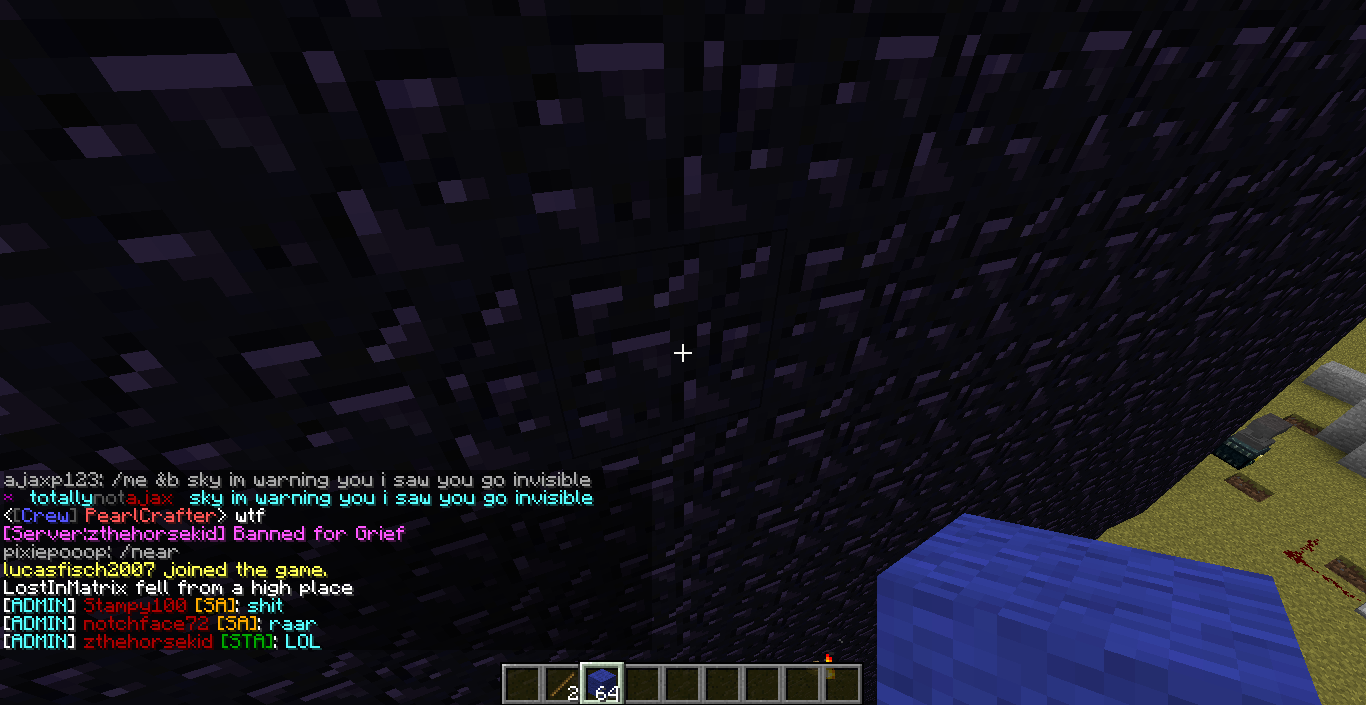 ajaxp123: /me &b sky im warning you i saw you go invisible
* totallynotajax sky im warning you i saw you go invisible
<[Crew] PearlCrafter> wtf
[Server:zthehorsekid] Banned for Grief
pixiepooop: /near
lucasfisch2007 joined the game.
LostInMatrix fell from a high place
[ADMIN] Stampy100 [SA]: shit
[ADMIN] notchface72 [SA]: raar
[ADMIN] zthehorsekid [STA]: LOL
2 64